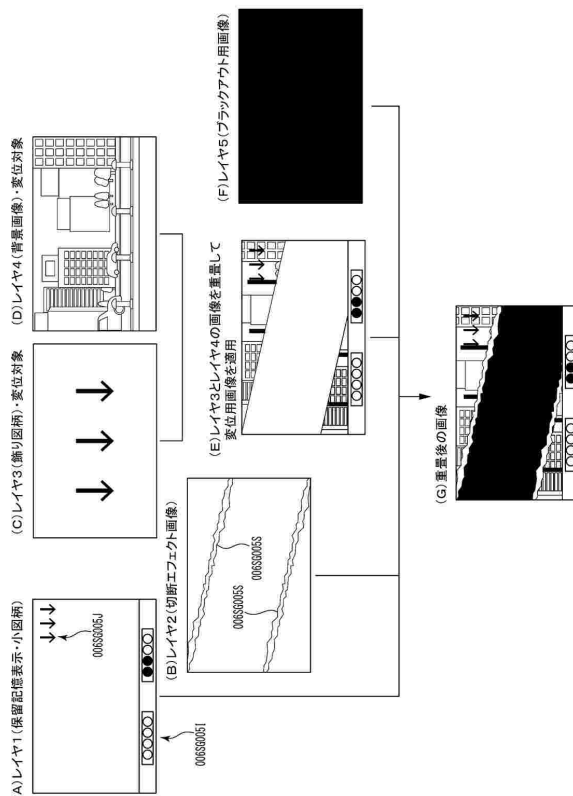 A)レイヤ1(保留記憶表示・小図柄)
006SG005J
006SG005I
(B)レイヤ2(切断エフェクト画像)
006SG005S
006SG005S
(C)レイヤ3(飾り図柄)・変位対象
(D)レイヤ4(背景画像)・変位対象
(E)レイヤ3とレイヤ4の画像を重畳して
変位用画像を適用
(F)レイヤ5(ブラックアウト用画像)
(G)重畳後の画像